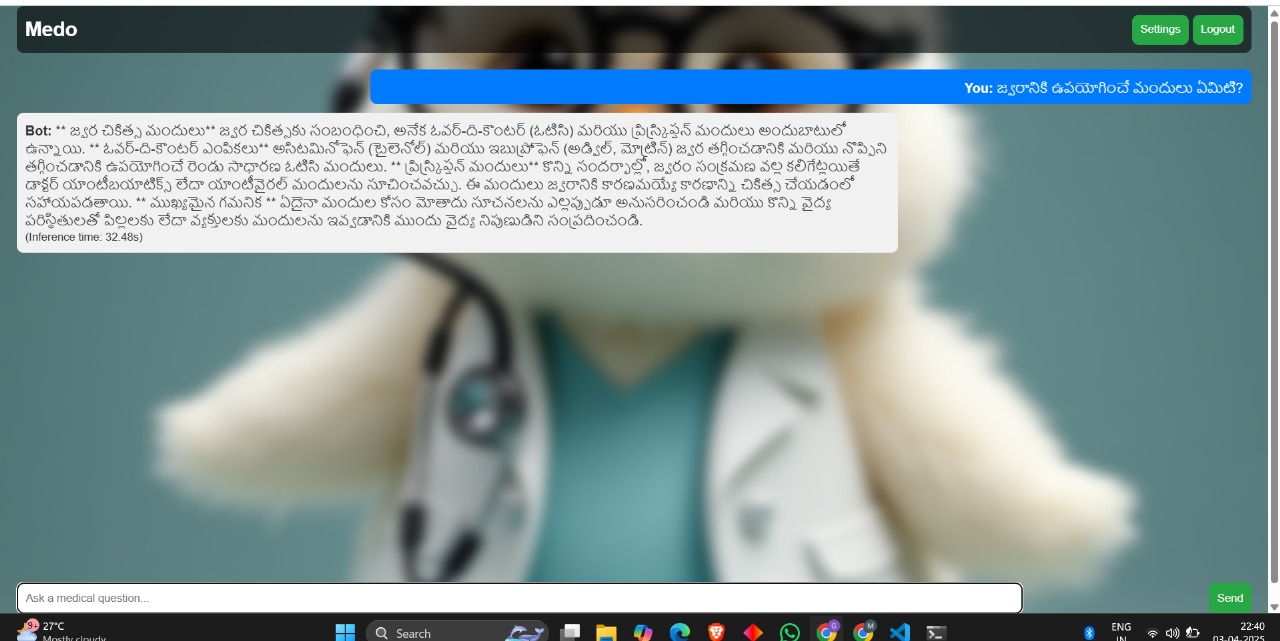 Medo
Settings
Logout
You: జ్వరానికి ఉపయోగించే మందులు ఏమిటి?
Bot: ** జ్వర చికిత్స మందులు** జ్వర చికిత్సకు సంబంధించి, అనేక ఓవర్-ది-కౌంటర్ (ఓటిసి) మరియు ప్రిస్క్రిప్షన్ మందులు అందుబాటులో
ఉన్నాయి. ** ఓవర్-ది-కౌంటర్ ఎంపికలు** అసిటమినోఫెన్ (టైలెనోల్) మరియు ఇబుప్రోఫెన్ (అడ్విల్, మోట్రిన్) జ్వర తగ్గించడానికి మరియు నొప్పిని
తగ్గించడానికి ఉపయోగించే రెండు సాధారణ ఓటిసి మందులు. ** ప్రిస్క్రిప్షన్ మందులు** కొన్ని సందర్భాల్లో, జ్వరం సంక్రమణ వల్ల కలిగేట్లయితే
డాక్టర్ యాంటీబయాటిక్స్ లేదా యాంటీవైరల్ మందులను సూచించవచ్చు. ఈ మందులు జ్వరానికి కారణమయ్యే కారణాన్ని చికిత్స చేయడంలో
సహాయపడతాయి. ** ముఖ్యమైన గమనిక ** ఏదైనా మందుల కోసం మోతాదు సూచనలను ఎల్లప్పుడూ అనుసరించండి మరియు కొన్ని వైద్య
పరిస్థితులతో పిల్లలకు లేదా వ్యక్తులకు మందులను ఇవ్వడానికి ముందు వైద్య నిపుణుడిని సంప్రదించండి.
(Inference time: 32.48s)
Ask a medical question...
Send
9+
27°C
Mostly cloudy
Search
G
M
ENG
IN
22:40
03-04-2025